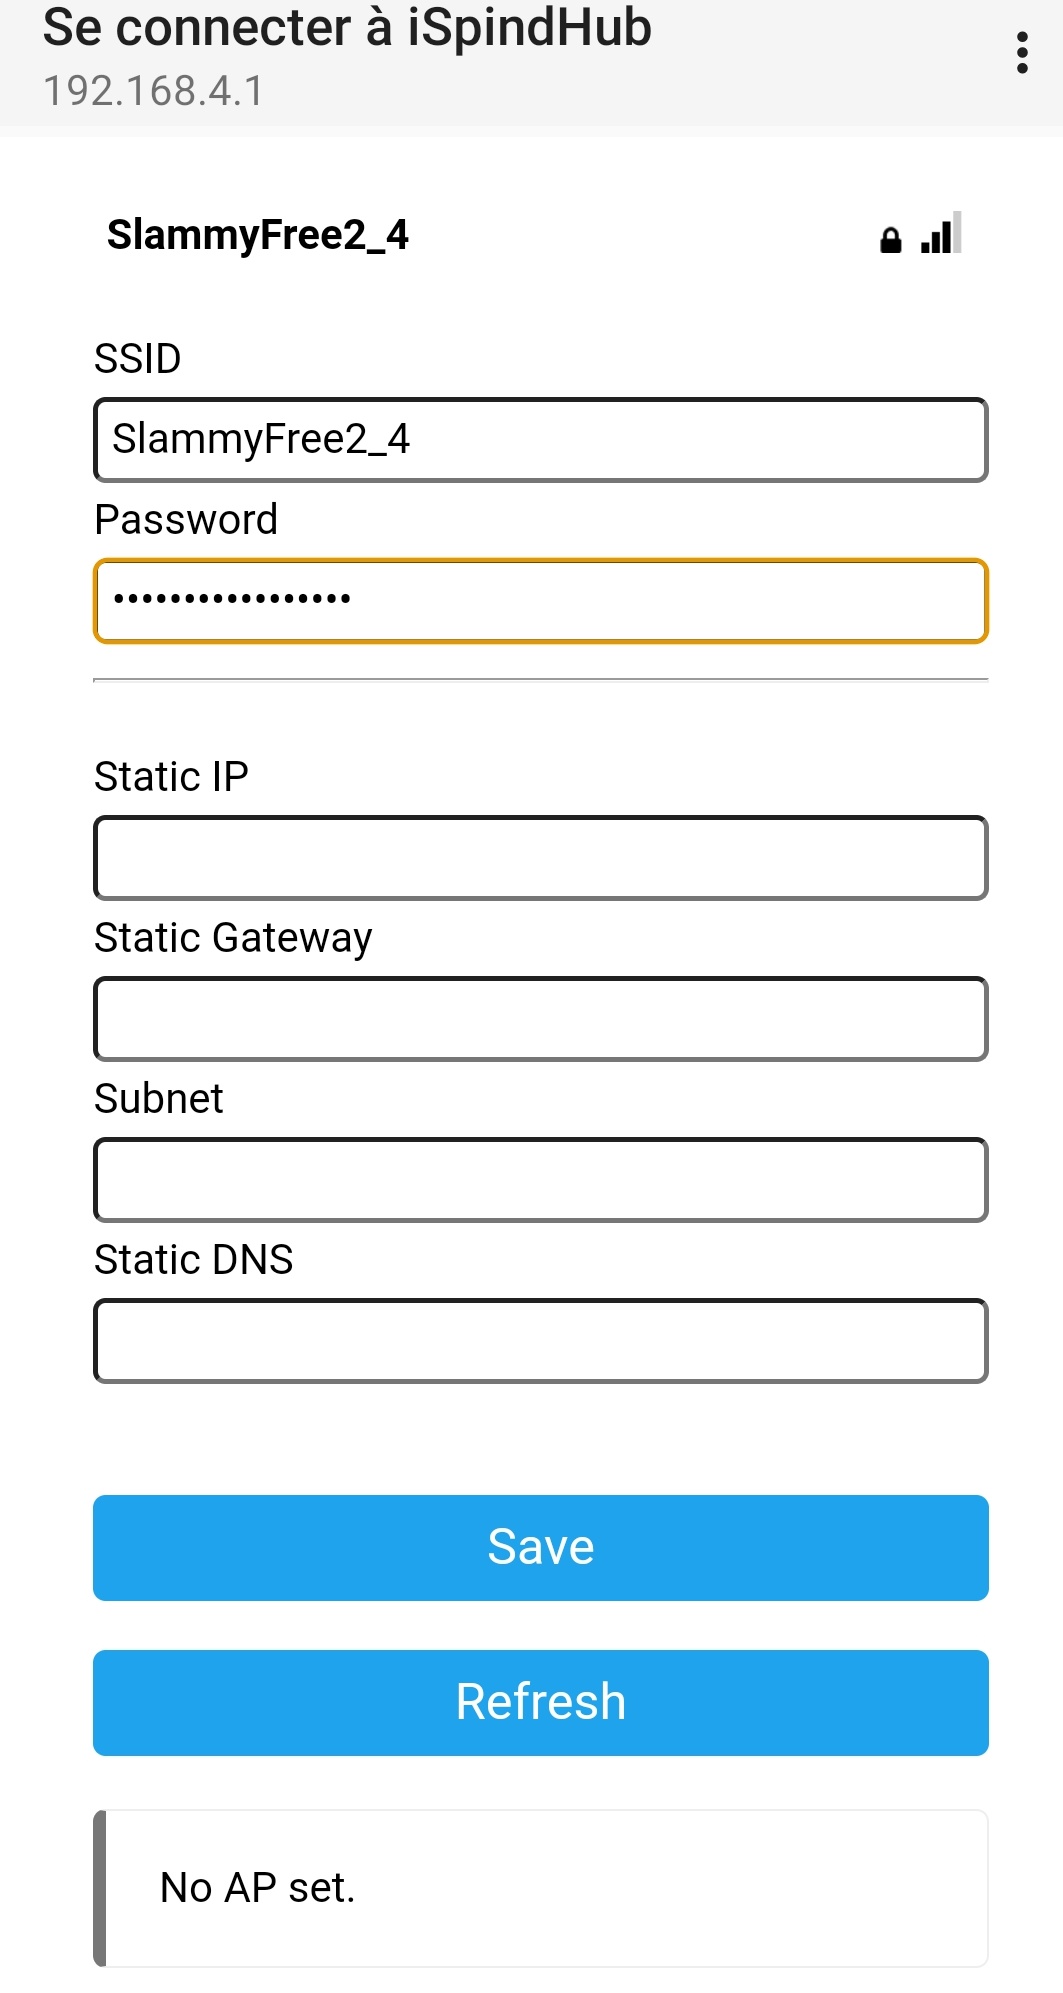 Se connecter à iSpindHub
192.168.4.1
SlammyFree2_4
SSID
SlammyFree2_4
Password
•••••••••••••••••
Static IP
Static Gateway
Subnet
Static DNS
Save
Refresh
No AP set.